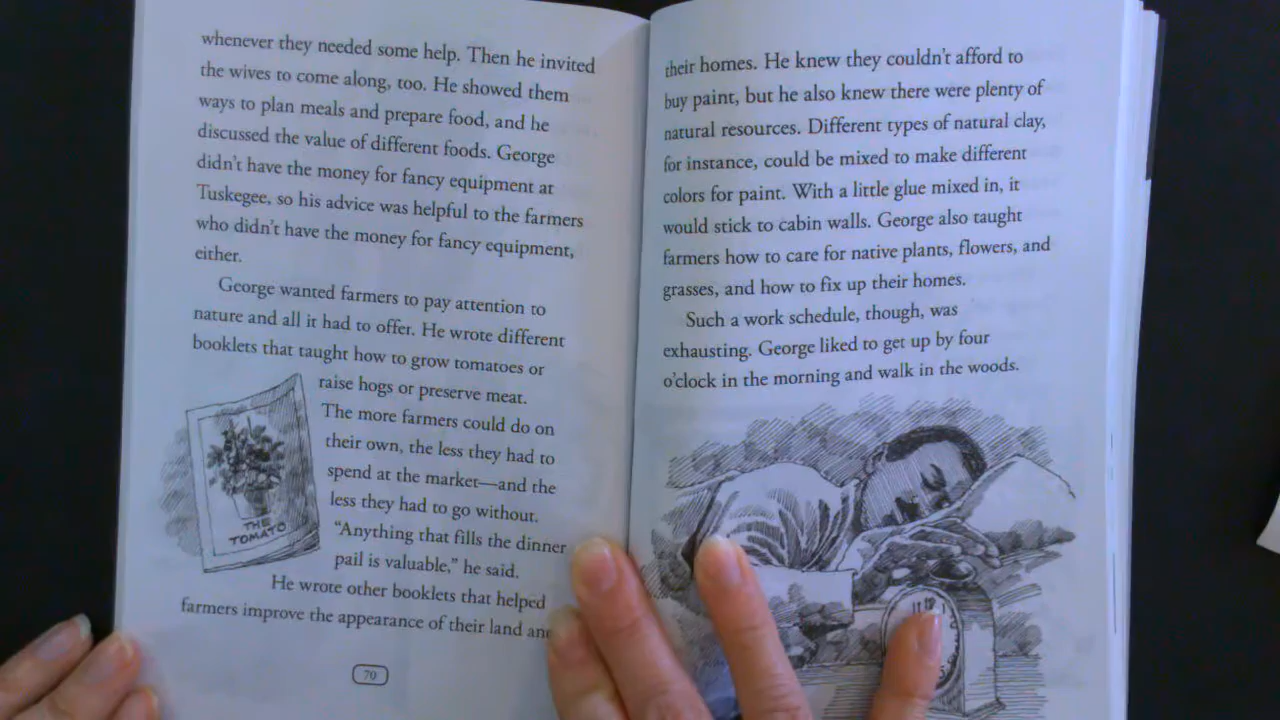 whenever they needed some help. Then he invited
the wives to come along, too. He showed them
ways to plan meals and prepare food, and he
discussed the value of different foods. George
didn't have the money for fancy equipment at
Tuskegee, so his advice was helpful to the farmers
who didn't have the money for fancy equipment,
either.
George wanted farmers to pay attention to
nature and all it had to offer. He wrote different
booklets that taught how to grow tomatoes or
raise hogs or preserve meat.
The more farmers could do on
their own, the less they had to
spend at the market—and the
less they had to go without.
"Anything that fills the dinner
pail is valuable," he said.
THE
TOMATO
He wrote other booklets that helped
farmers improve the appearance of their land and
70
their homes. He knew they couldn't afford to
buy paint, but he also knew there were plenty of
natural resources. Different types of natural clay,
for instance, could be mixed to make different
colors for paint. With a little glue mixed in, it
would stick to cabin walls. George also taught
farmers how to care for native plants, flowers, and
grasses, and how to fix up their homes.
Such a work schedule, though, was
exhausting. George liked to get up by four
o'clock in the morning and walk in the woods.